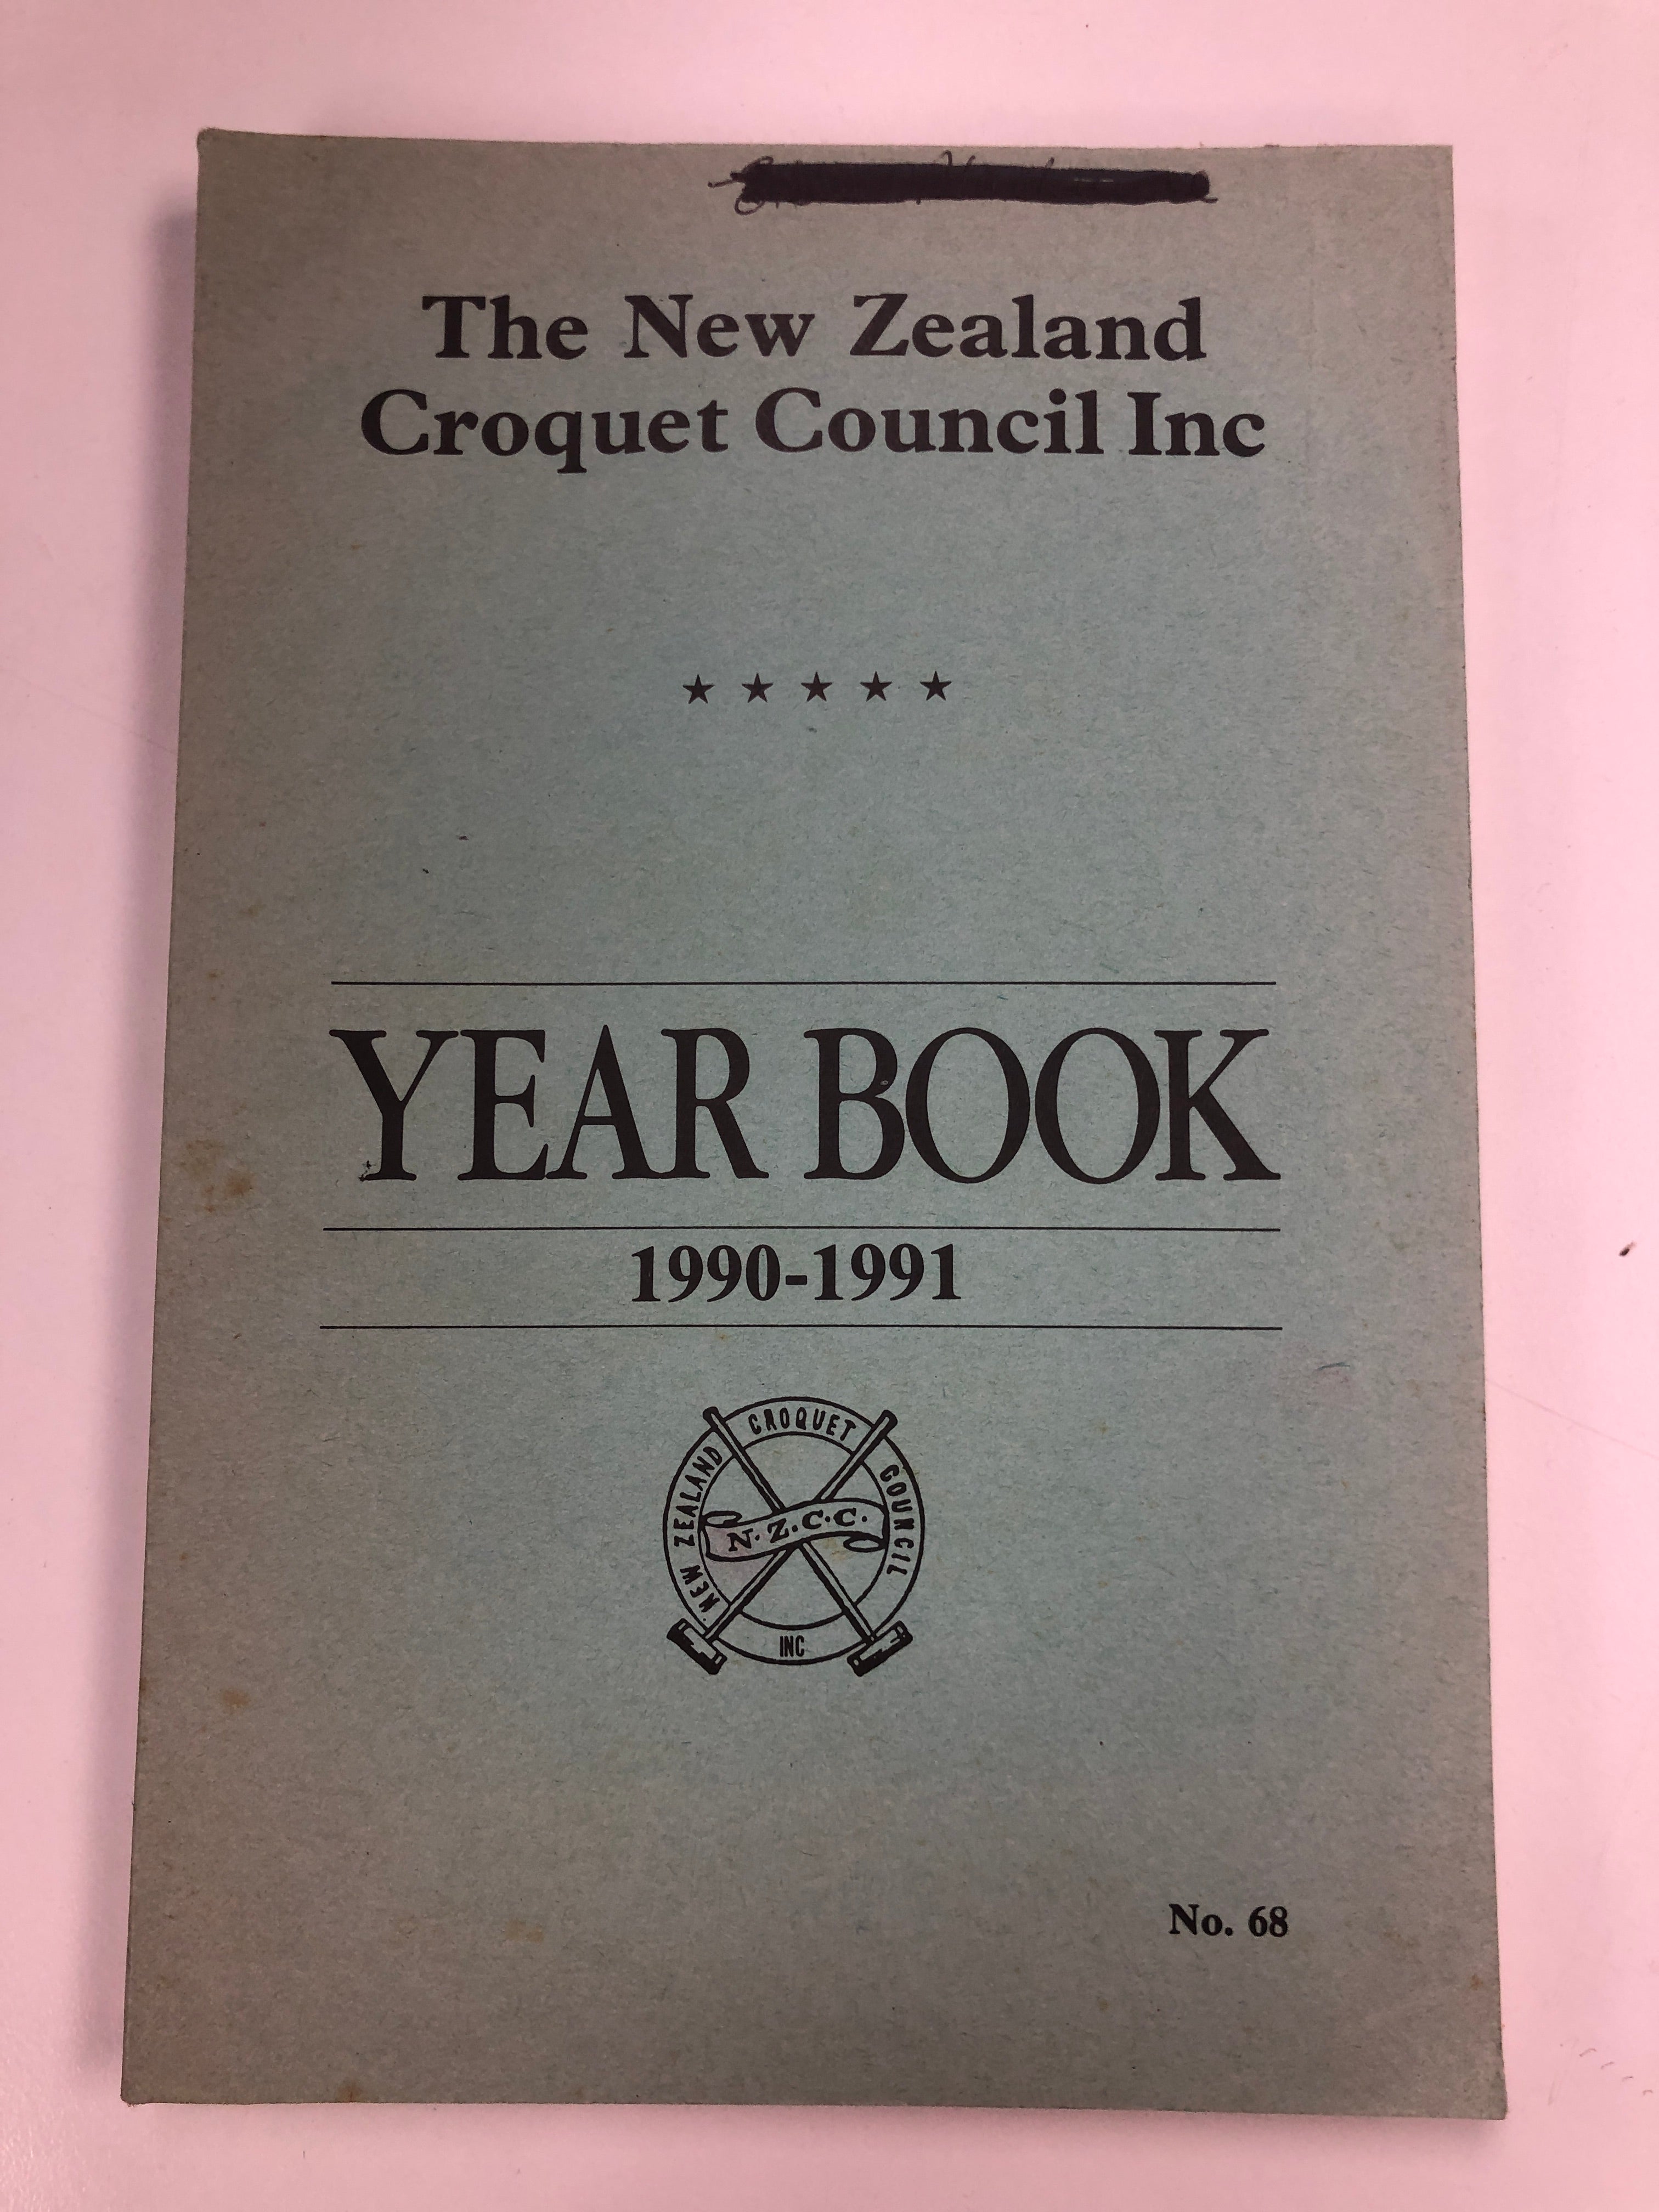 The New Zealand
Croquet Council Inc
YEAR BOOK
1990-1991
NEW ZEALAND CROQUET COUNCIL
N.Z.C.C.
INC
No. 68